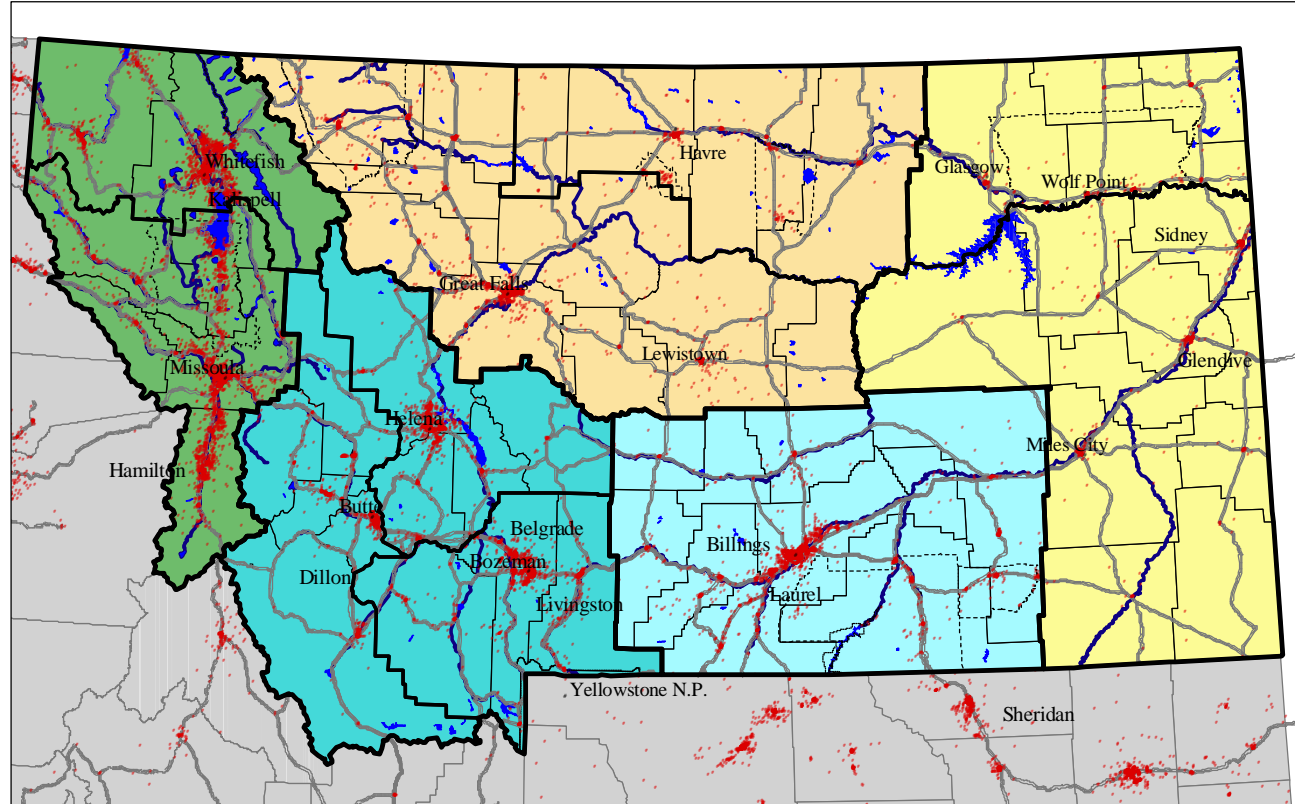 Whitefish
Havre
Glasgow
Wolf Point
Kalispell
Sidney
Great Falls
Lewistown
Glendive
Missoula
Helena
Miles City
Hamilton
Butte
Belgrade
Billings
Bozeman
Dillon
Laurel
Livingston
Yellowstone N.P.
Sheridan